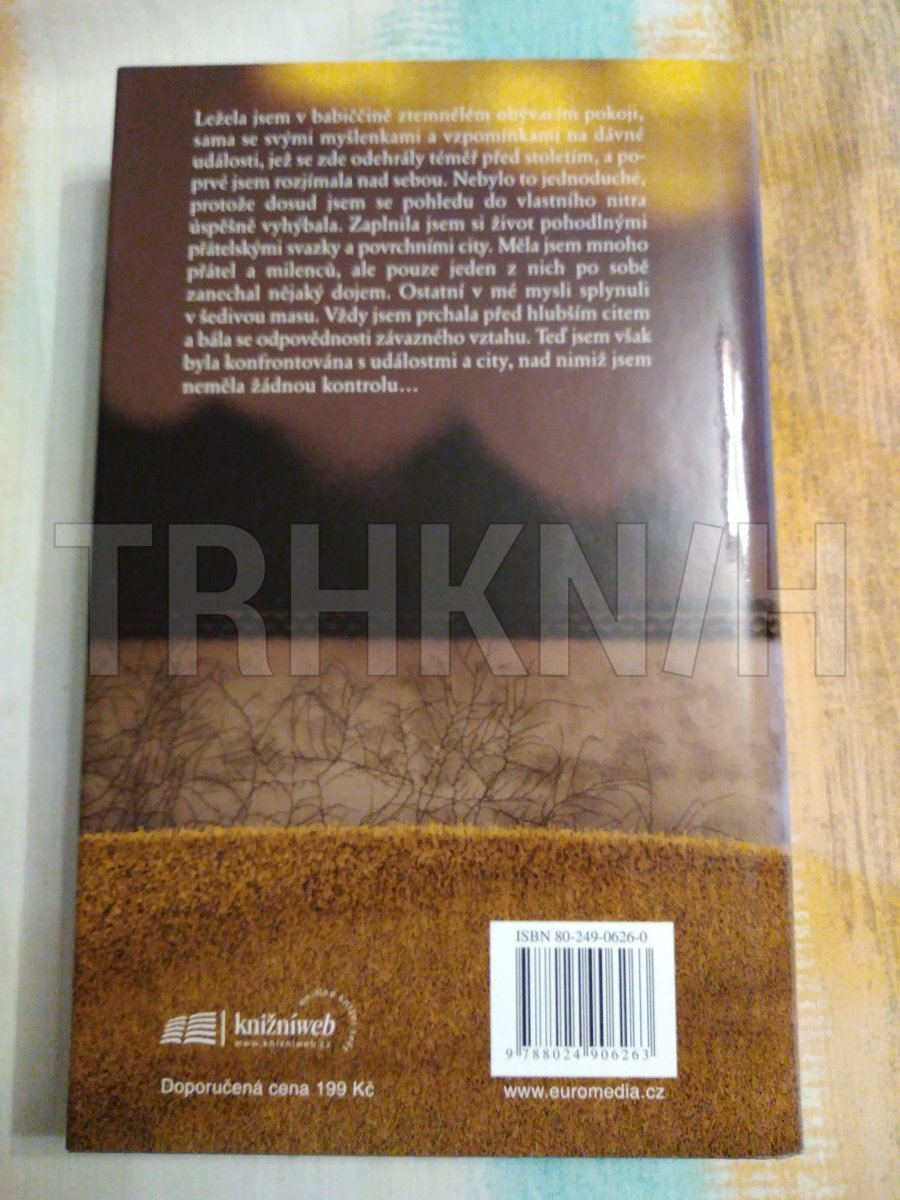 Ležela jsem v babiččině ztemnělém obývacím pokoji,
sama se svými myšlenkami a vzpomínkami na dávné
události, jež se zde odehrály téměř před stoletím, a po-
prvé jsem rozjímala nad sebou. Nebylo to jednoduché,
protože dosud jsem se pohledu do vlastního nitra
úspěšně vyhýbala. Zaplnila jsem si život pohodlnými
přátelskými svazky a povrchními city. Měla jsem mnoho
přátel a milenců, ale pouze jeden z nich po sobě
zanechal nějaký dojem. Ostatní v mé mysli splynuli
v šedivou masu. Vždy jsem prchala před hlubším citem
a bála se odpovědnosti závazného vztahu. Teď jsem však
byla konfrontována s událostmi a city, nad nimiž jsem
neměla žádnou kontrolu…
TRHKN/H
ISBN 80-249-0626-0
knižníweb
www.knizniweb.cz
9 788024 906263
Doporučená cena 199 Kč
www.euromedia.cz